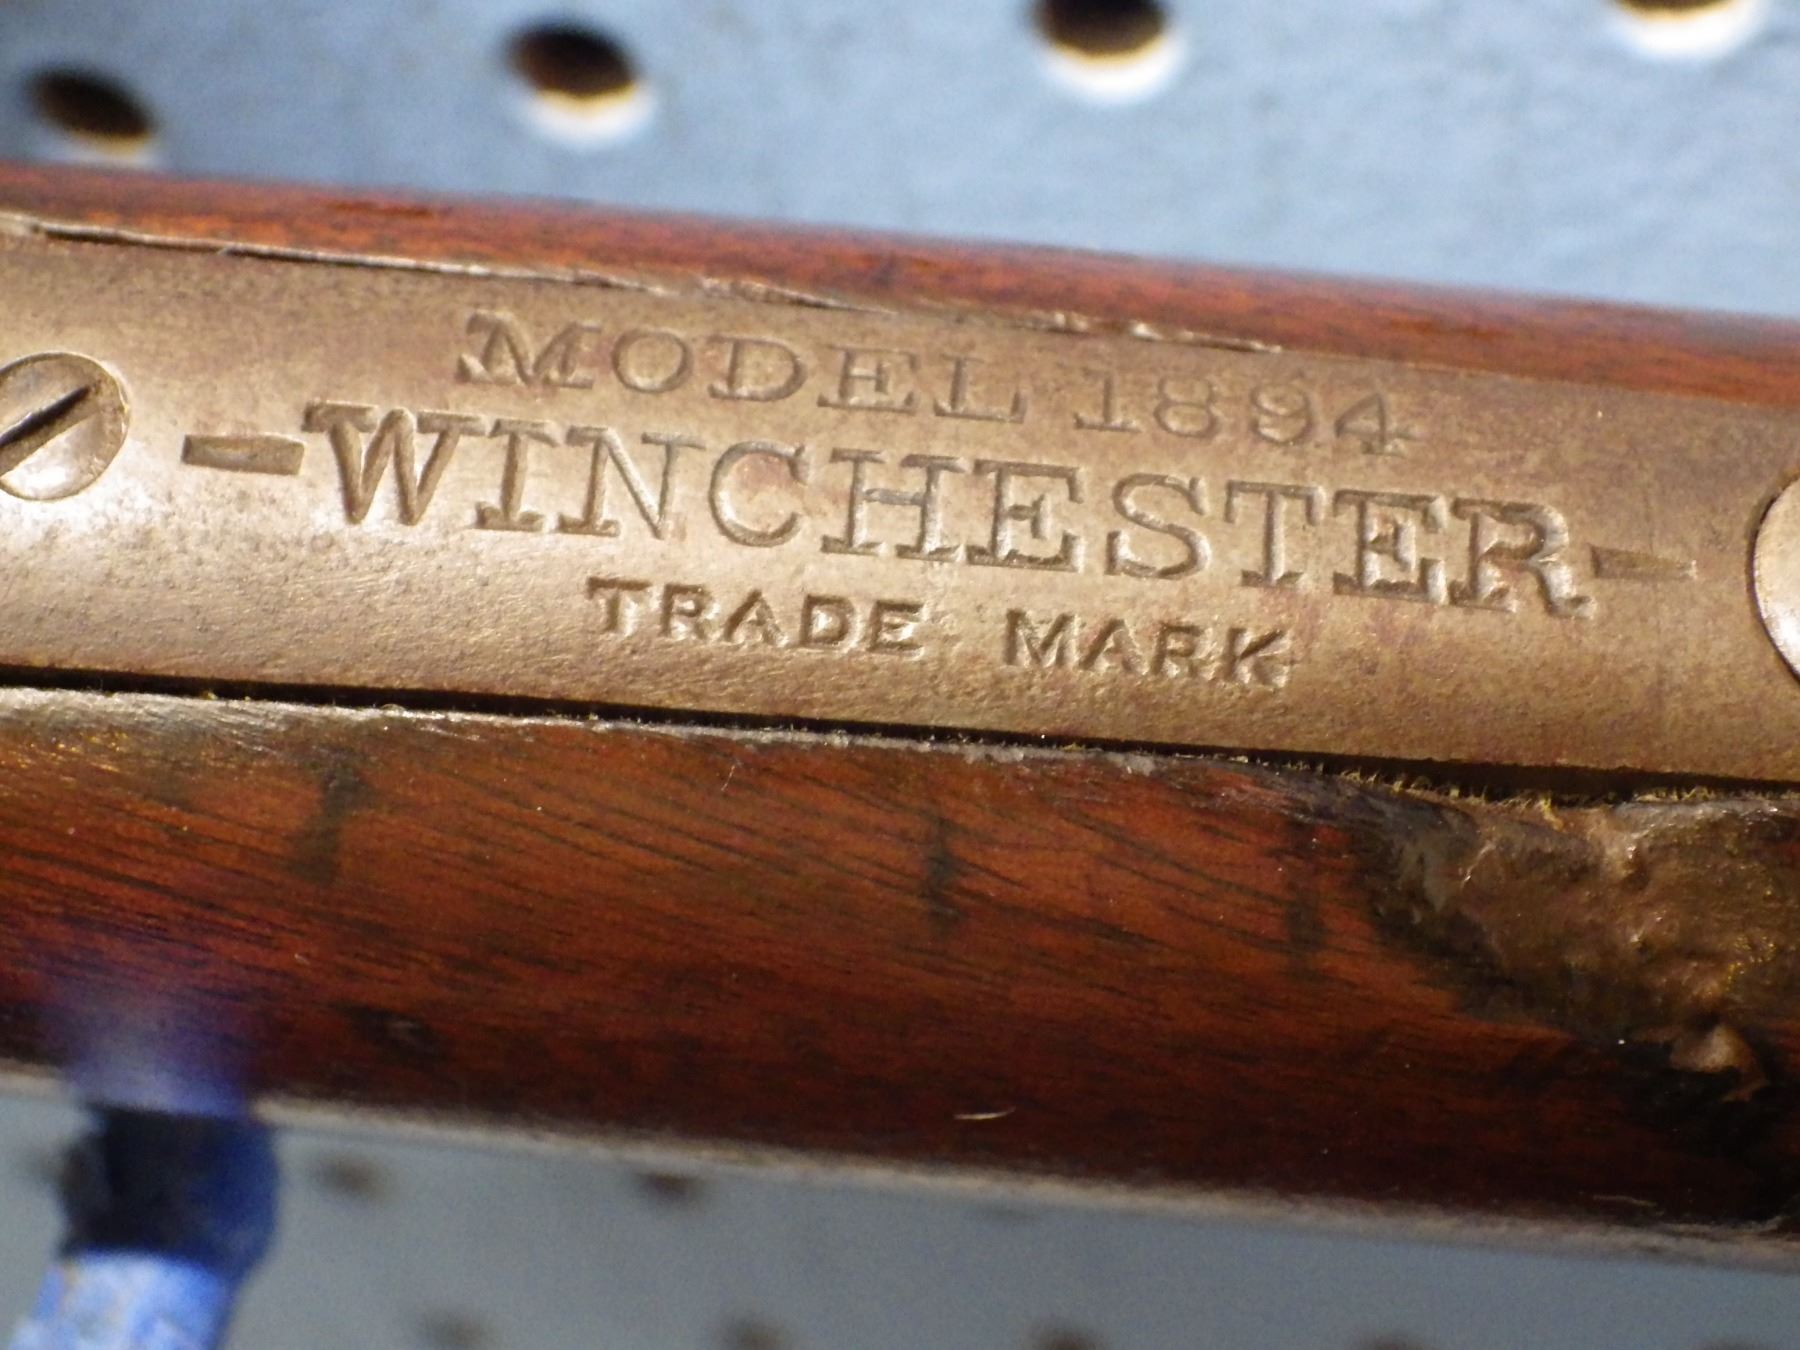 MODEL 1894
-WINCHESTER-
TRADE MARK